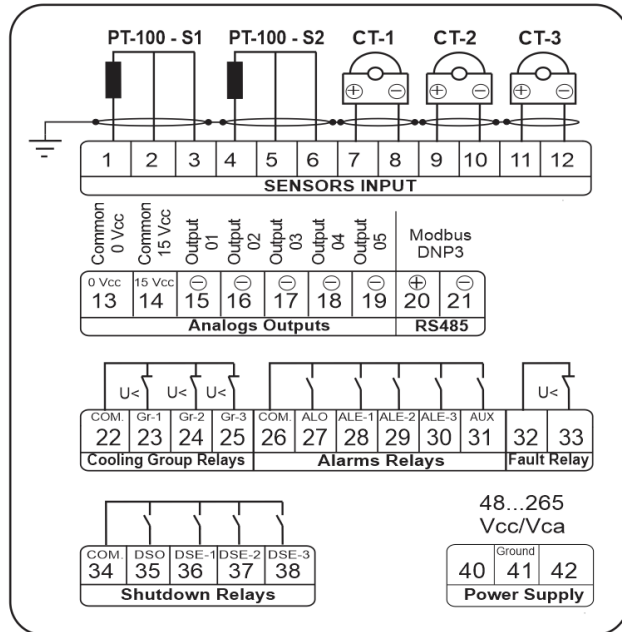 PT-100 - S1 PT-100 - S2 CT-1 CT-2 CT-3
+ - + - + -
1 2 3 4 5 6 7 8 9 10 11 12
SENSORS INPUT
Common 0 Vcc
Common 15 Vcc
Output 01
Output 02
Output 03
Output 04
Output 05
Modbus
DNP3
0 Vcc 15 Vcc - - - - - + -
13 14 15 16 17 18 19 20 21
Analogs Outputs RS485
U< U< U< U<
COM. Gr-1 Gr-2 Gr-3 COM. ALO ALE-1 ALE-2 ALE-3 AUX
22 23 24 25 26 27 28 29 30 31 32 33
Cooling Group Relays Alarms Relays Fault Relay
COM. DSO DSE-1 DSE-2 DSE-3
34 35 36 37 38
Shutdown Relays
48...265
Vcc/Vca
Ground
40 41 42
Power Supply